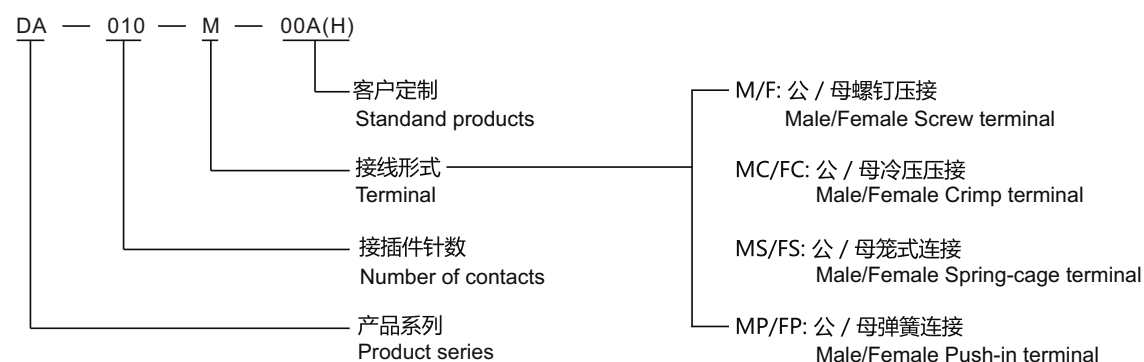 DA — 010 — M — 00A(H)
客户定制
Standand products
接线形式
Terminal
接插件针数
Number of contacts
产品系列
Product series
M/F: 公 / 母螺钉压接
Male/Female Screw terminal
MC/FC: 公 / 母冷压压接
Male/Female Crimp terminal
MS/FS: 公 / 母笼式连接
Male/Female Spring-cage terminal
MP/FP: 公 / 母弹簧连接
Male/Female Push-in terminal